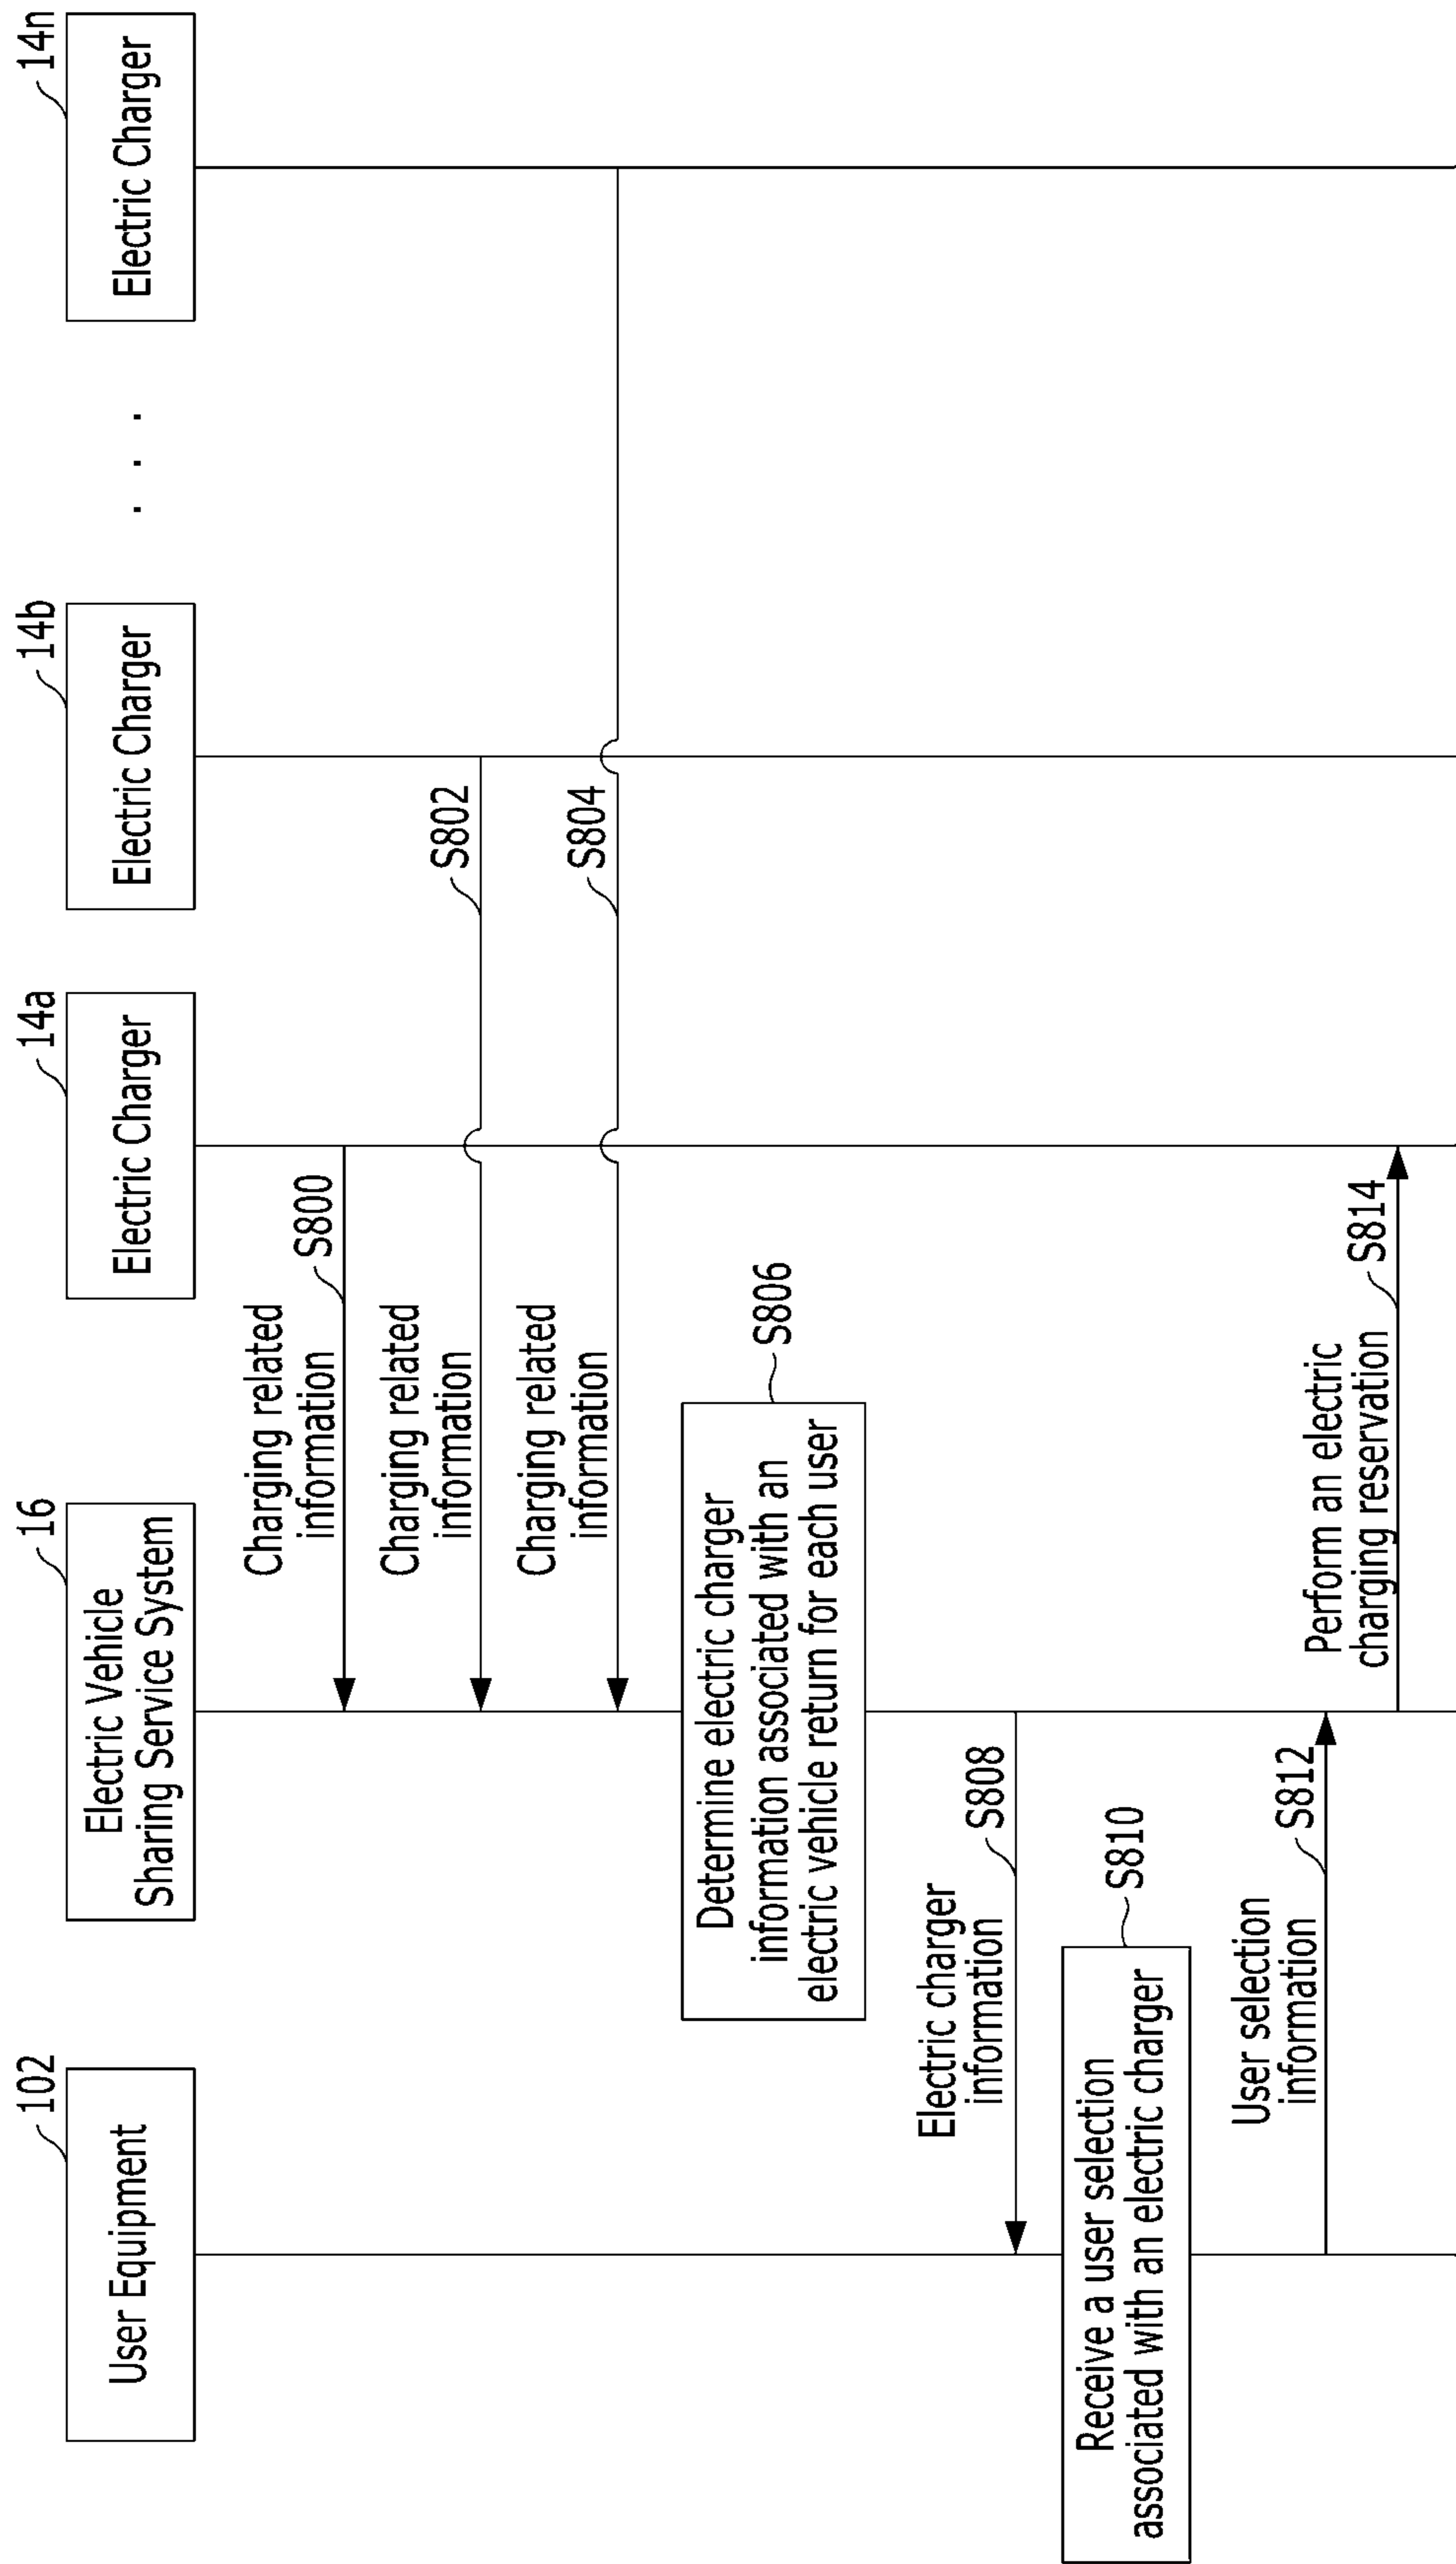 102
User Equipment
16
Electric Vehicle
Sharing Service System
14a
Electric Charger
14b
Electric Charger
. . .
14n
Electric Charger
Charging related
information
S800
Charging related
information
S802
Charging related
information
S804
S806
Determine electric charger
information associated with an
electric vehicle return for each user
Electric charger
information
S808
S810
Receive a user selection
associated with an electric charger
User selection
information
S812
Perform an electric
charging reservation
S814